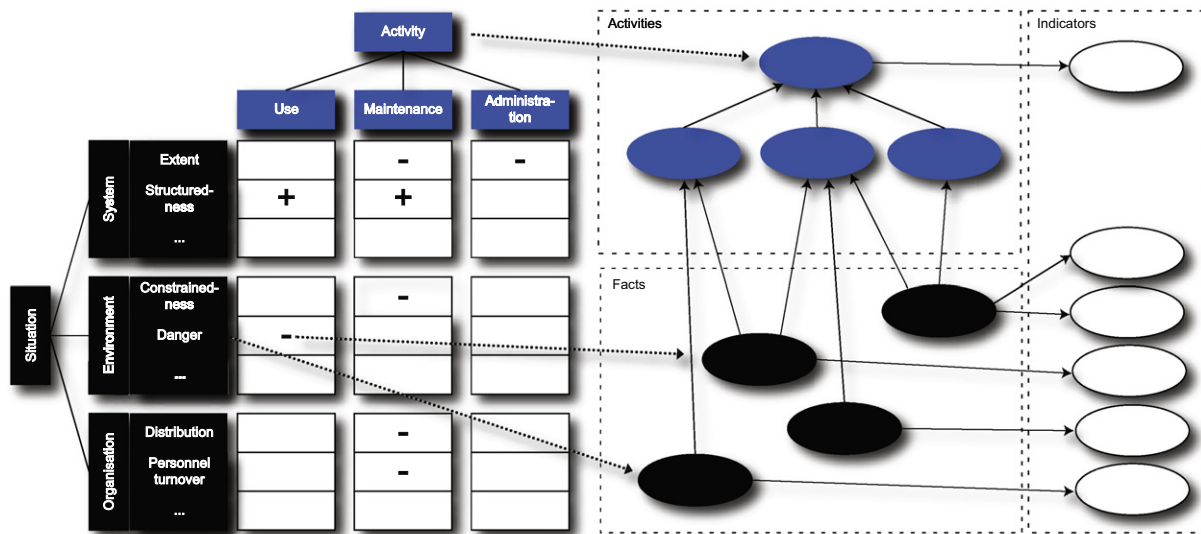 Activity
Activities
Indicators
Use
Maintenance
Administra-
tion
Situation
System
Extent
-
-
Structured-
ness
+
+
...
Environment
Constrained-
ness
-
Danger
-
...
Facts
Organisation
Distribution
-
Personnel
turnover
-
...